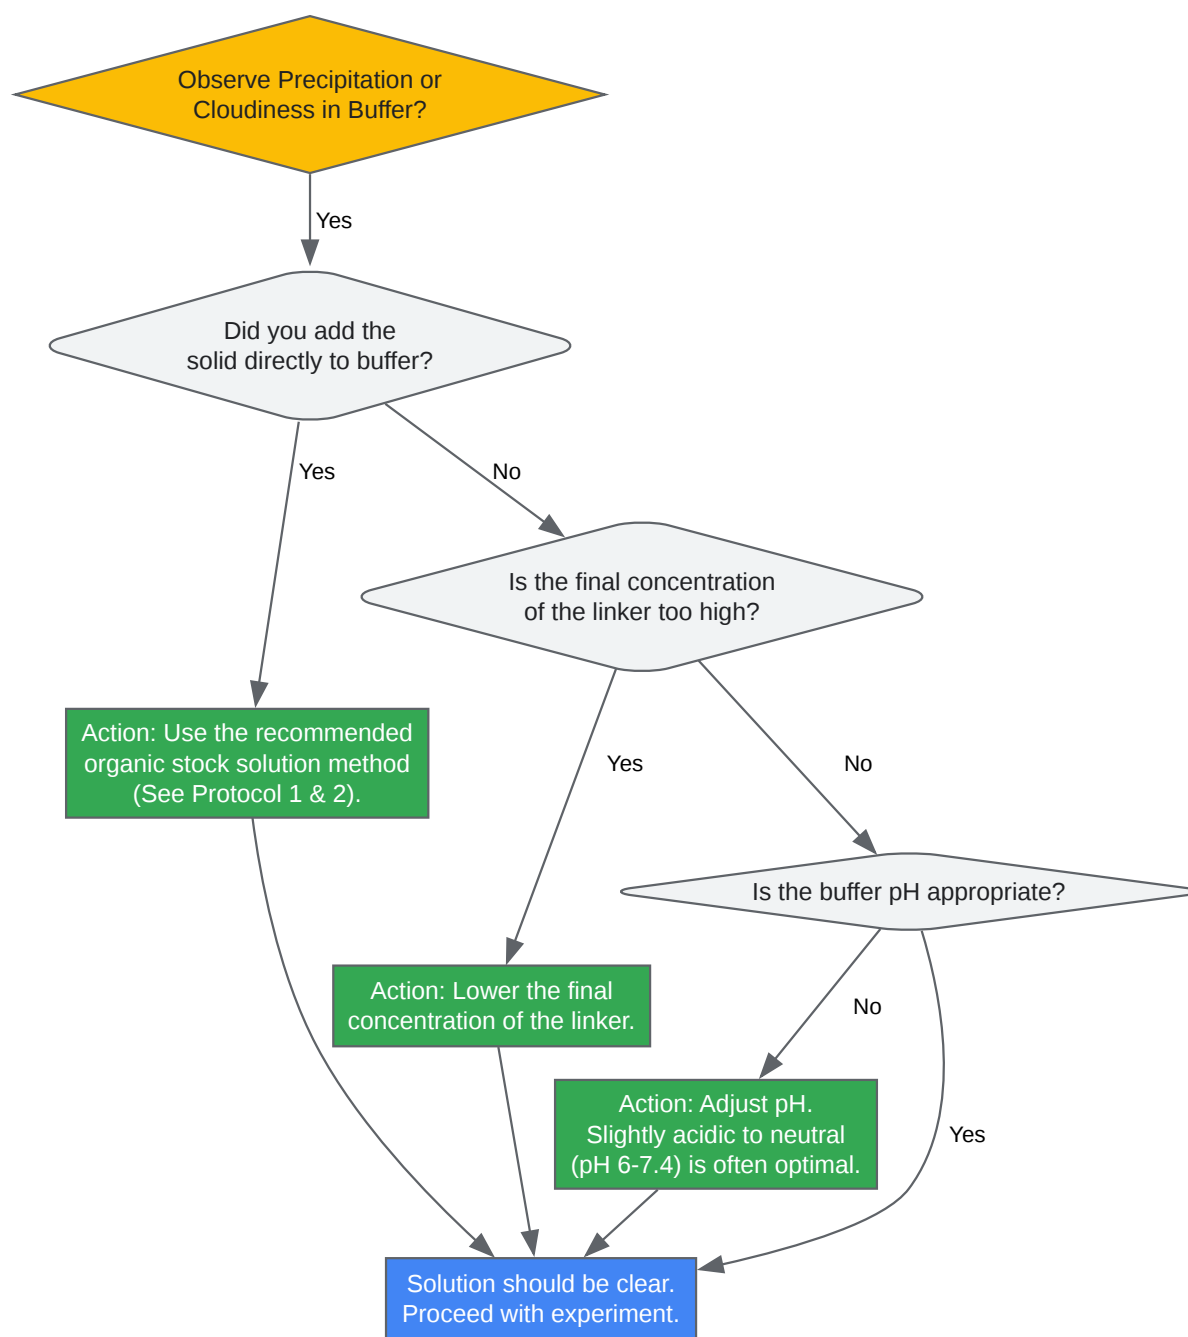 Observe Precipitation or
Cloudiness in Buffer?
Yes
Did you add the
solid directly to buffer?
Yes
No
Is the final concentration
of the linker too high?
Action: Use the recommended
organic stock solution method
(See Protocol 1 & 2).
Yes
No
Is the buffer pH appropriate?
Action: Lower the final
concentration of the linker.
No
Action: Adjust pH.
Slightly acidic to neutral
(pH 6-7.4) is often optimal.
Yes
Solution should be clear.
Proceed with experiment.